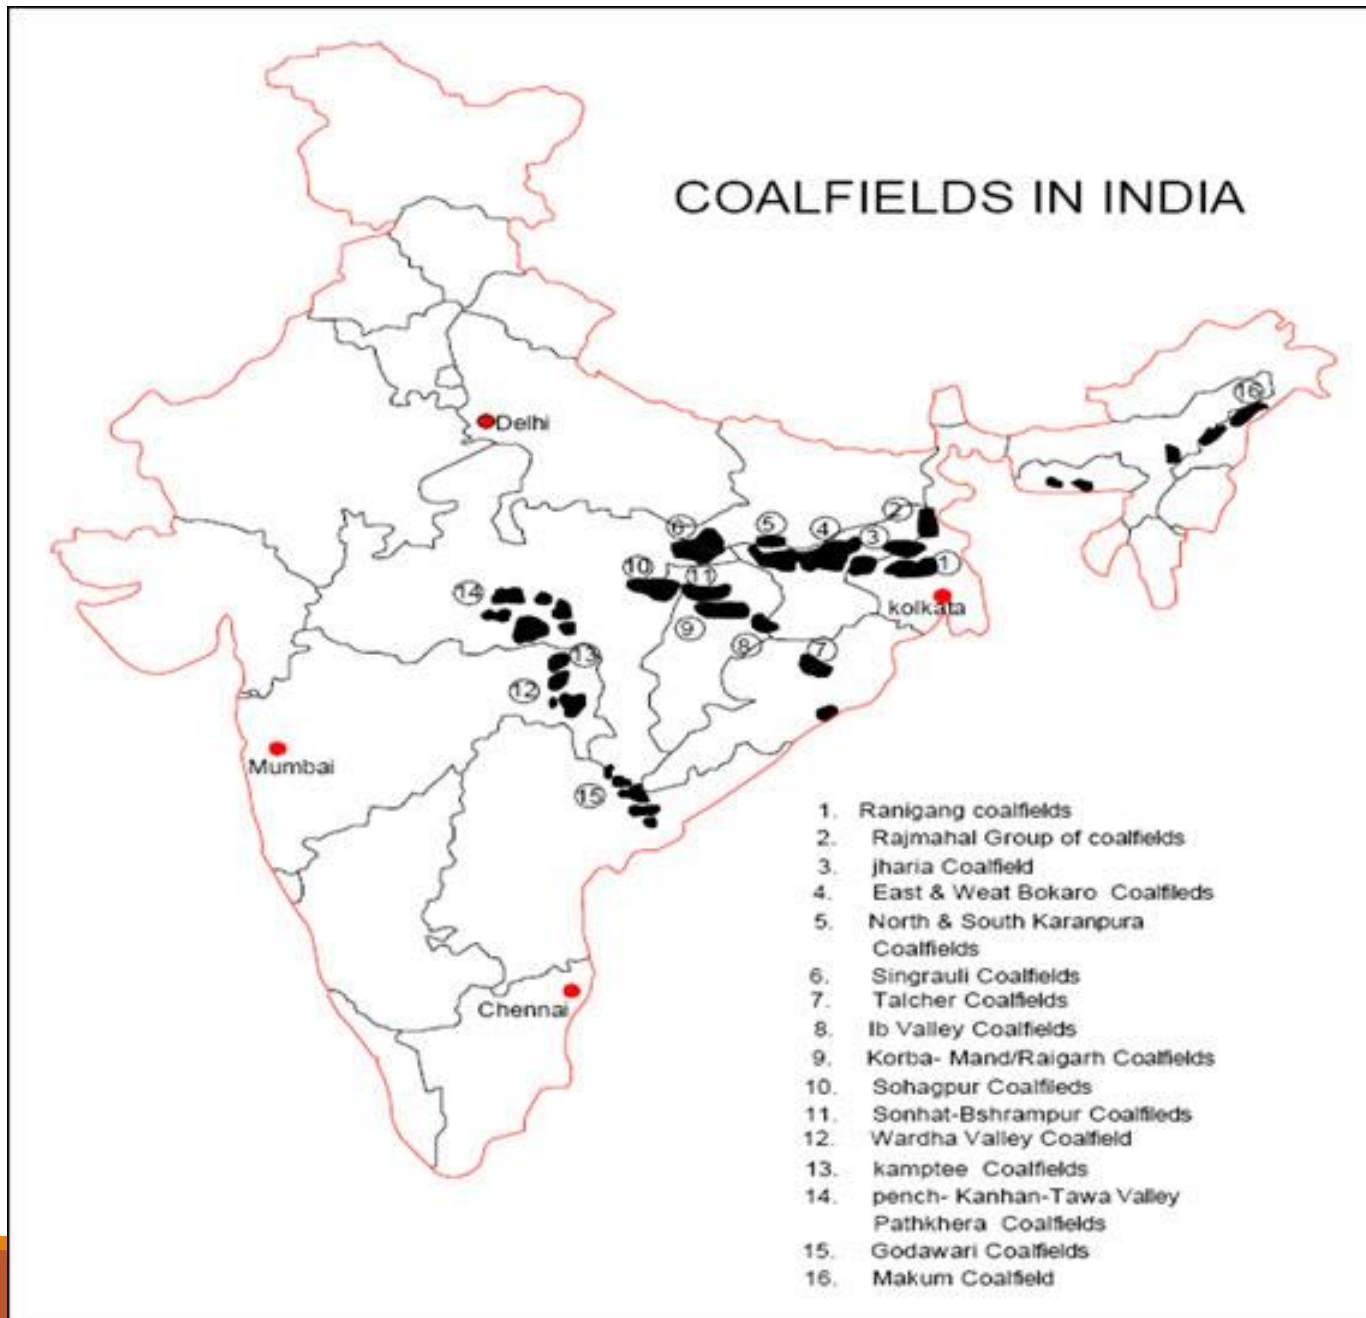 COALFIELDS IN INDIA
16
Delhi
2
6
5
4
3
1
10
11
14
kolkata
9
8
7
13
12
Mumbai
15
Chennai
1. Ranigang coalfields
2. Rajmahal Group of coalfields
3. jharia Coalfield
4. East & Weat Bokaro Coalfileds
5. North & South Karanpura
Coalfields
6. Singrauli Coalfields
7. Talcher Coalfields
8. Ib Valley Coalfields
9. Korba- Mand/Raigarh Coalfields
10. Sohagpur Coalfileds
11. Sonhat-Bshrampur Coalfileds
12. Wardha Valley Coalfield
13. kamptee Coalfields
14. pench- Kanhan-Tawa Valley
Pathkhera Coalfields
15. Godawari Coalfields
16. Makum Coalfield